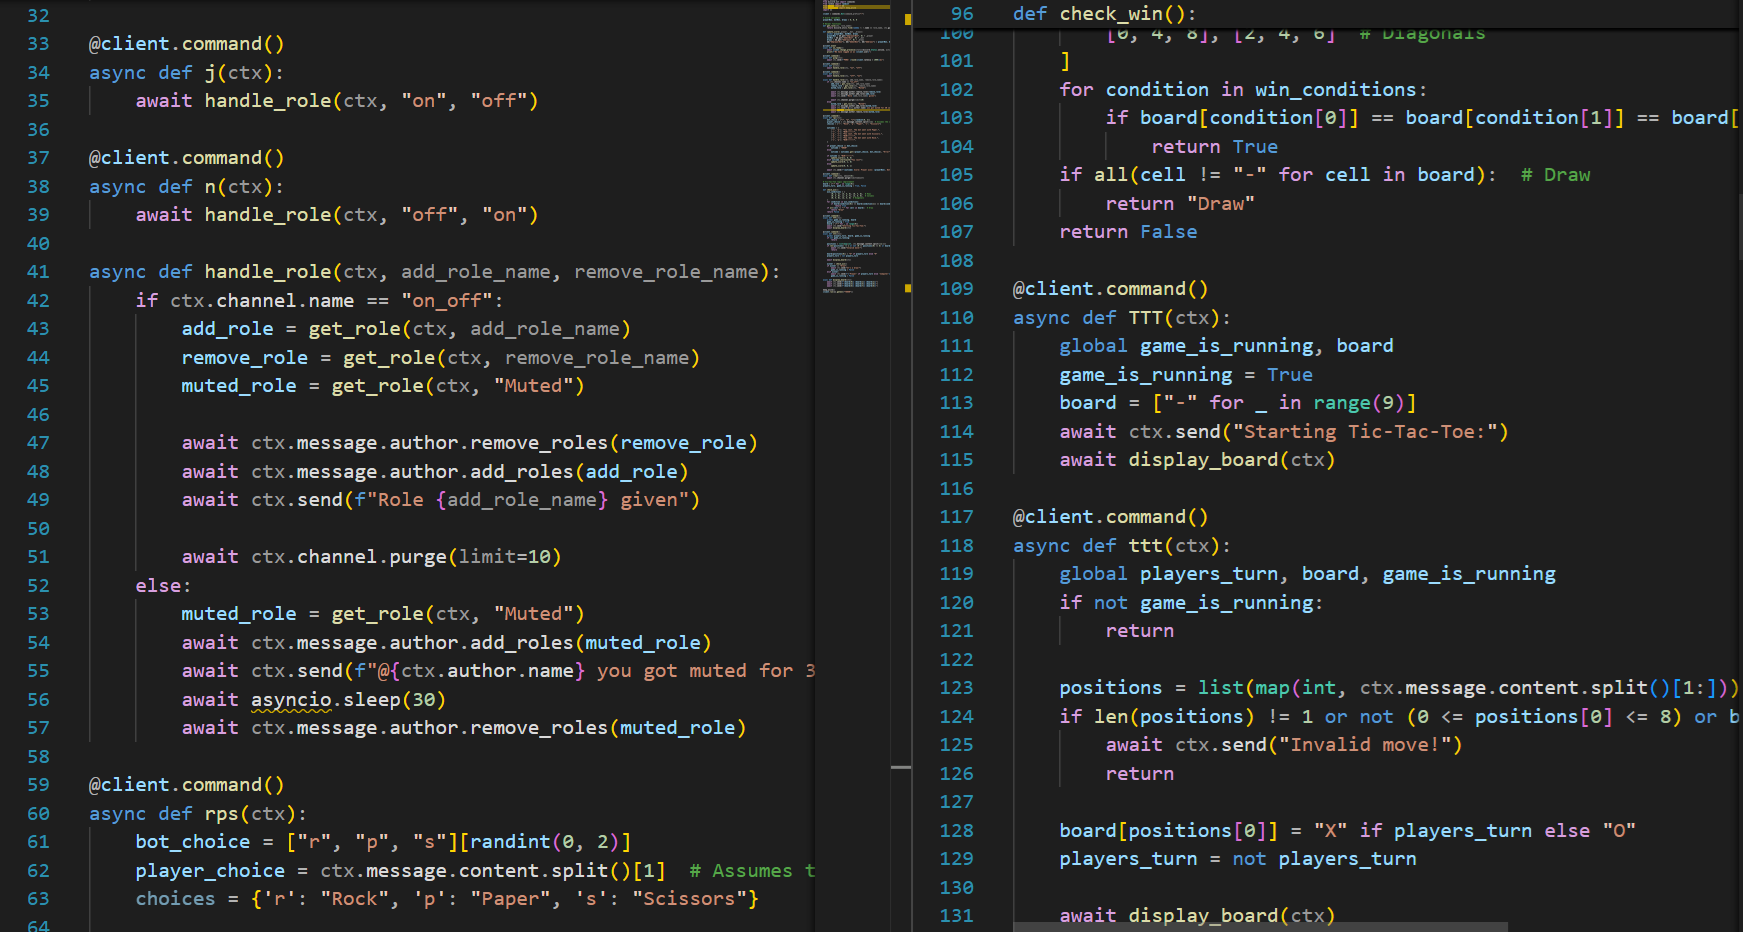 32
33 @client.command()
34 async def j(ctx):
35 await handle_role(ctx, "on", "off")
36
37 @client.command()
38 async def n(ctx):
39 await handle_role(ctx, "off", "on")
40
41 async def handle_role(ctx, add_role_name, remove_role_name):
42 if ctx.channel.name == "on_off":
43 add_role = get_role(ctx, add_role_name)
44 remove_role = get_role(ctx, remove_role_name)
45 muted_role = get_role(ctx, "Muted")
46
47 await ctx.message.author.remove_roles(remove_role)
48 await ctx.message.author.add_roles(add_role)
49 await ctx.send(f"Role {add_role_name} given")
50
51 await ctx.channel.purge(limit=10)
52 else:
53 muted_role = get_role(ctx, "Muted")
54 await ctx.message.author.add_roles(muted_role)
55 await ctx.send(f"@{ctx.author.name} you got muted for 3
56 await asyncio.sleep(30)
57 await ctx.message.author.remove_roles(muted_role)
58
59 @client.command()
60 async def rps(ctx):
61 bot_choice = ["r", "p", "s"][randint(0, 2)]
62 player_choice = ctx.message.content.split()[1] # Assumes t
63 choices = {'r': "Rock", 'p': "Paper", 's': "Scissors"}
64
96 def check_win():
100 [0, 4, 8], [2, 4, 6] # Diagonals
101 ]
102 for condition in win_conditions:
103 if board[condition[0]] == board[condition[1]] == board[
104 return True
105 if all(cell != "-" for cell in board): # Draw
106 return "Draw"
107 return False
108
109 @client.command()
110 async def TTT(ctx):
111 global game_is_running, board
112 game_is_running = True
113 board = ["-" for _ in range(9)]
114 await ctx.send("Starting Tic-Tac-Toe:")
115 await display_board(ctx)
116
117 @client.command()
118 async def ttt(ctx):
119 global players_turn, board, game_is_running
120 if not game_is_running:
121 return
122
123 positions = list(map(int, ctx.message.content.split()[1:]))
124 if len(positions) != 1 or not (0 <= positions[0] <= 8) or b
125 await ctx.send("Invalid move!")
126 return
127
128 board[positions[0]] = "X" if players_turn else "O"
129 players_turn = not players_turn
130
131 await display_board(ctx)